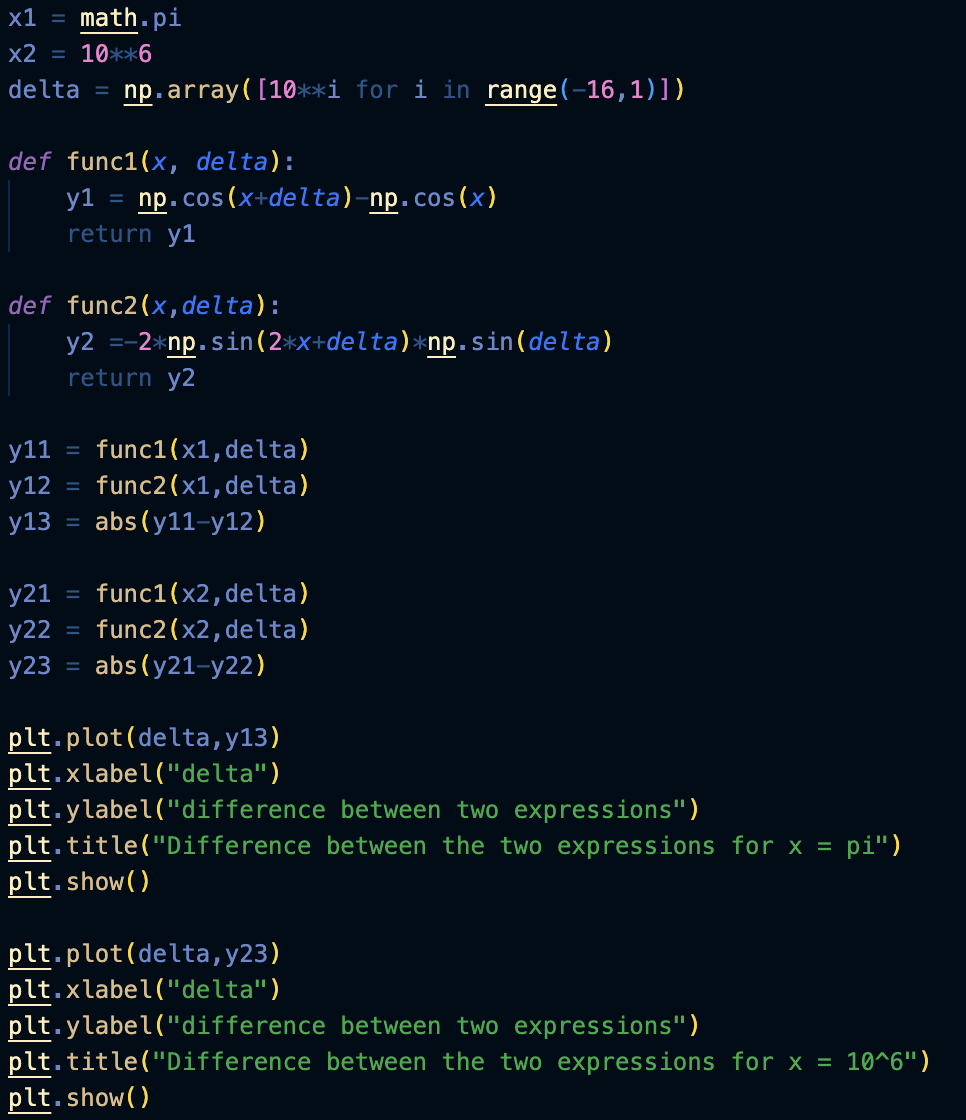 x1 = math.pi
x2 = 10**6
delta = np.array([10**i for i in range(-16,1)])

def func1(x, delta):
    y1 = np.cos(x+delta)-np.cos(x)
    return y1

def func2(x,delta):
    y2 =-2*np.sin(2*x+delta)*np.sin(delta)
    return y2

y11 = func1(x1,delta)
y12 = func2(x1,delta)
y13 = abs(y11-y12)

y21 = func1(x2,delta)
y22 = func2(x2,delta)
y23 = abs(y21-y22)

plt.plot(delta,y13)
plt.xlabel("delta")
plt.ylabel("difference between two expressions")
plt.title("Difference between the two expressions for x = pi")
plt.show()

plt.plot(delta,y23)
plt.xlabel("delta")
plt.ylabel("difference between two expressions")
plt.title("Difference between the two expressions for x = 10^6")
plt.show()